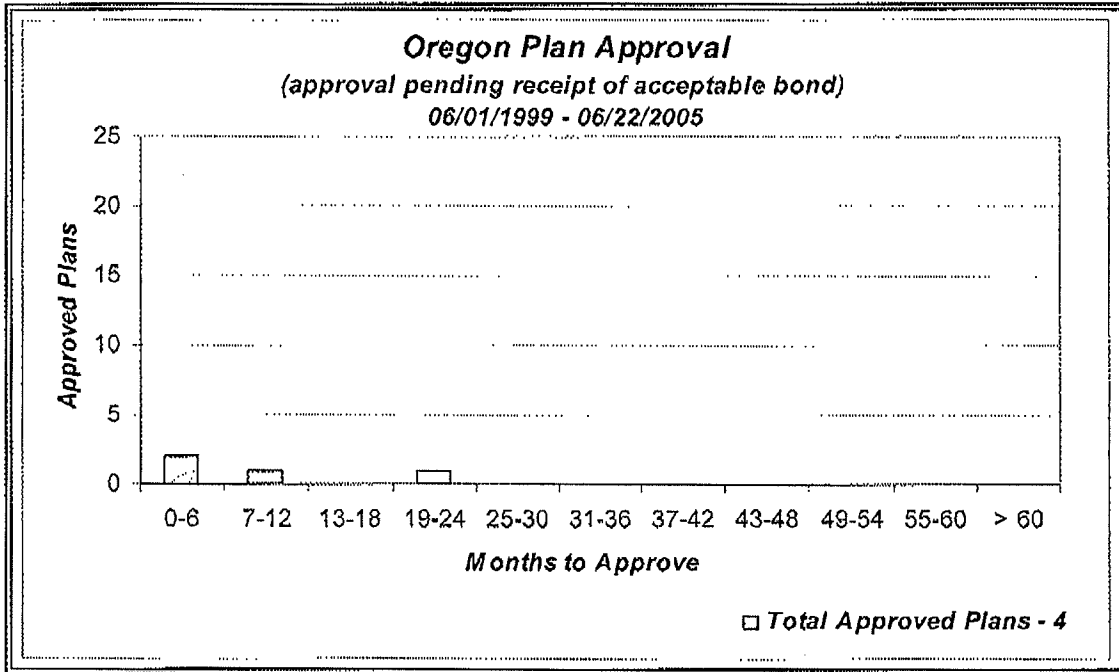 Oregon Plan Approval
(approval pending receipt of acceptable bond)
06/01/1999 - 06/22/2005
25
20
15
10
5
0
Approved Plans
0-6 7-12 13-18 19-24 25-30 31-36 37-42 43-48 49-54 55-60 > 60
Months to Approve
Total Approved Plans - 4